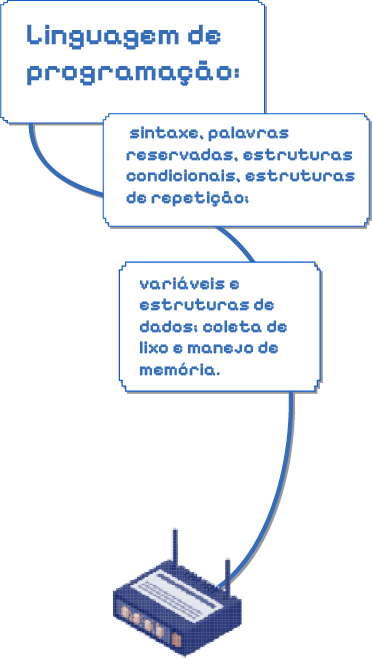 Linguagem de
programação:
sintaxe, palavras
reservadas, estruturas
condicionais, estruturas
de repetição;
variáveis e
estruturas de
dados; coleta de
lixo e manejo de
memória.